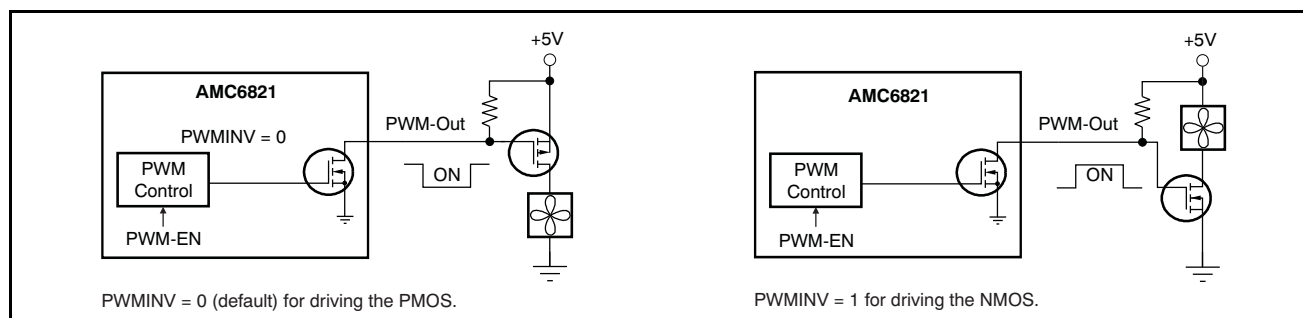 +5V
AMC6821
PWMINV = 0
PWM-Out
PWM
Control
ON
PWM-EN
PWMINV = 0 (default) for driving the PMOS.
+5V
AMC6821
PWM-Out
PWM
Control
ON
PWM-EN
PWMINV = 1 for driving the NMOS.